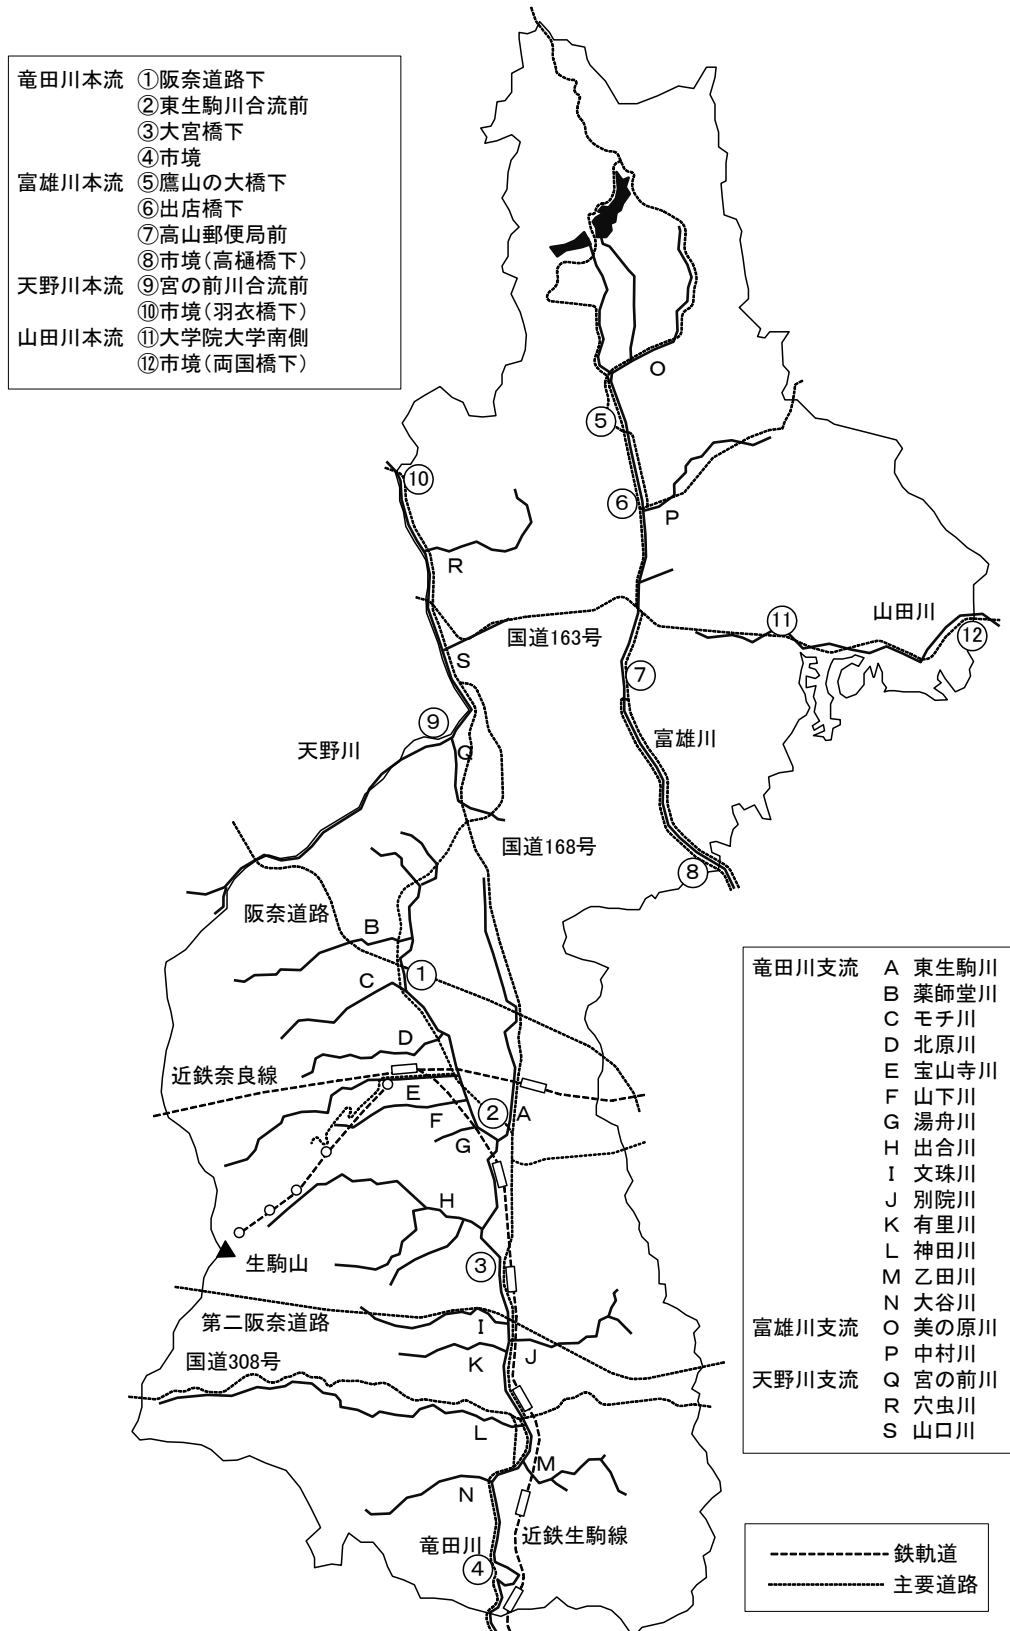 竜田川本流 ①阪奈道路下
②東生駒川合流前
③大宮橋下
④市境
富雄川本流 ⑤鷹山の大橋下
⑥出店橋下
⑦高山郵便局前
⑧市境(高樋橋下)
天野川本流 ⑨宮の前川合流前
⑩市境(羽衣橋下)
山田川本流 ⑪大学院大学南側
⑫市境(両国橋下)
O
⑤
⑩
⑥
P
R
山田川
⑪
⑫
国道163号
S
⑦
⑨
富雄川
天野川
Q
国道168号
⑧
阪奈道路
B
①
C
D
近鉄奈良線
E
②
A
F
G
H
生駒山
③
第二阪奈道路
I
J
国道308号
K
L
M
N
近鉄生駒線
竜田川
④
竜田川支流 A 東生駒川
B 薬師堂川
C モチ川
D 北原川
E 宝山寺川
F 山下川
G 湯舟川
H 出合川
I 文珠川
J 別院川
K 有里川
L 神田川
M 乙田川
N 大谷川
富雄川支流 O 美の原川
P 中村川
天野川支流 Q 宮の前川
R 穴虫川
S 山口川
鉄軌道
主要道路